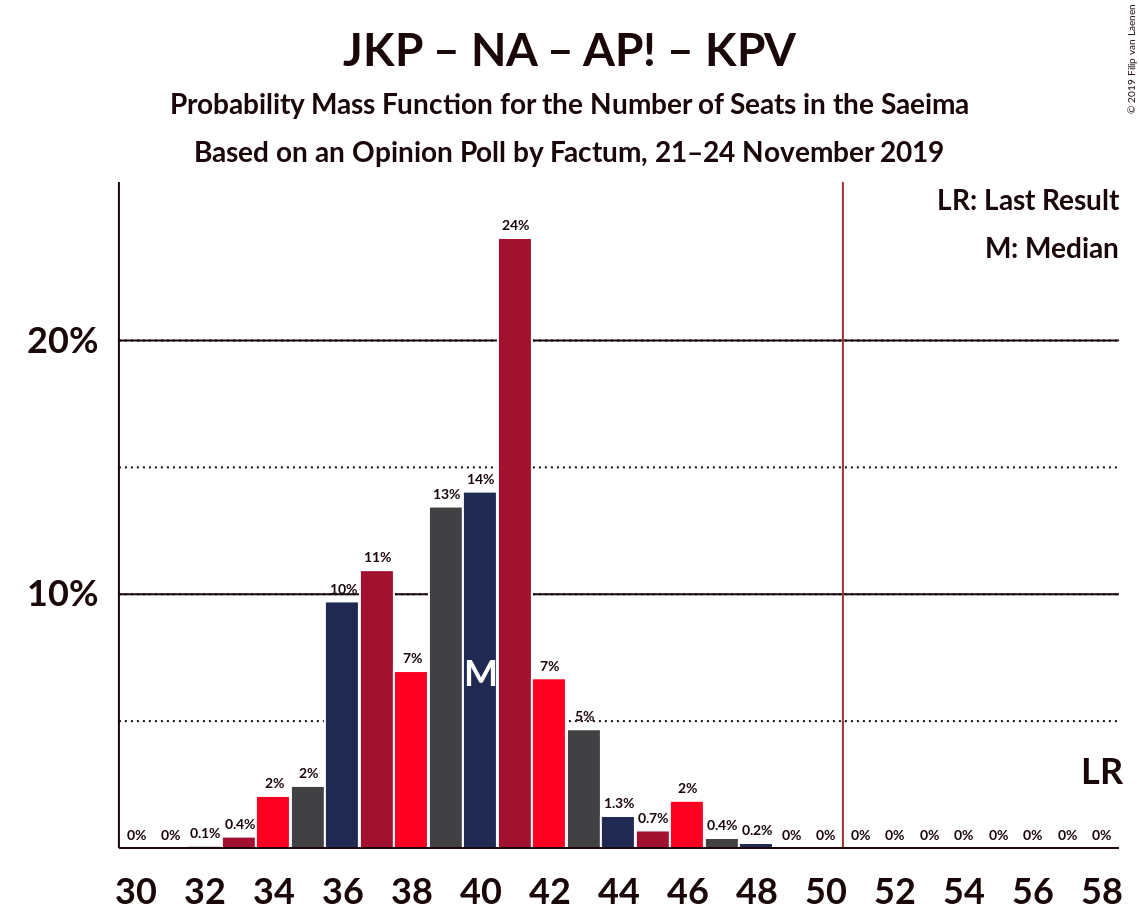 JKP – NA – AP! – KPV
Probability Mass Function for the Number of Seats in the Saeima
Based on an Opinion Poll by Factum, 21–24 November 2019
© 2019 Filip van Laenen
LR: Last Result
M: Median
20%
10%
0% 0% 0.1% 0.4% 2% 2% 10% 11% 7% 13% 14% 24% 7% 5% 1.3% 0.7% 2% 0.4% 0.2% 0% 0% 0% 0% 0% 0% 0% 0% 0% 0%
M
LR
30 32 34 36 38 40 42 44 46 48 50 52 54 56 58